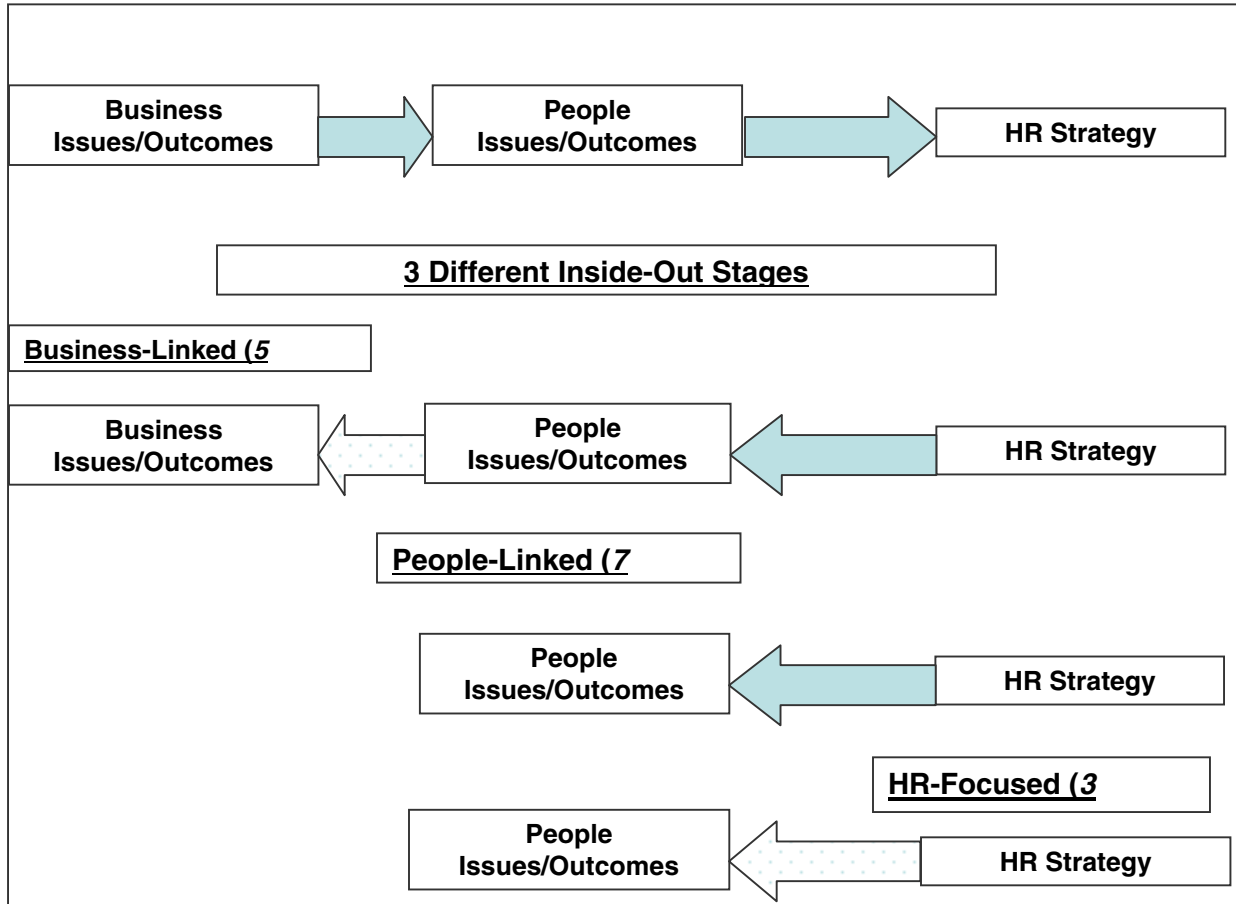 Business
Issues/Outcomes
People
Issues/Outcomes
HR Strategy
3 Different Inside-Out Stages
Business-Linked (5
Business
Issues/Outcomes
People
Issues/Outcomes
HR Strategy
People-Linked (7
People
Issues/Outcomes
HR Strategy
HR-Focused (3
People
Issues/Outcomes
HR Strategy